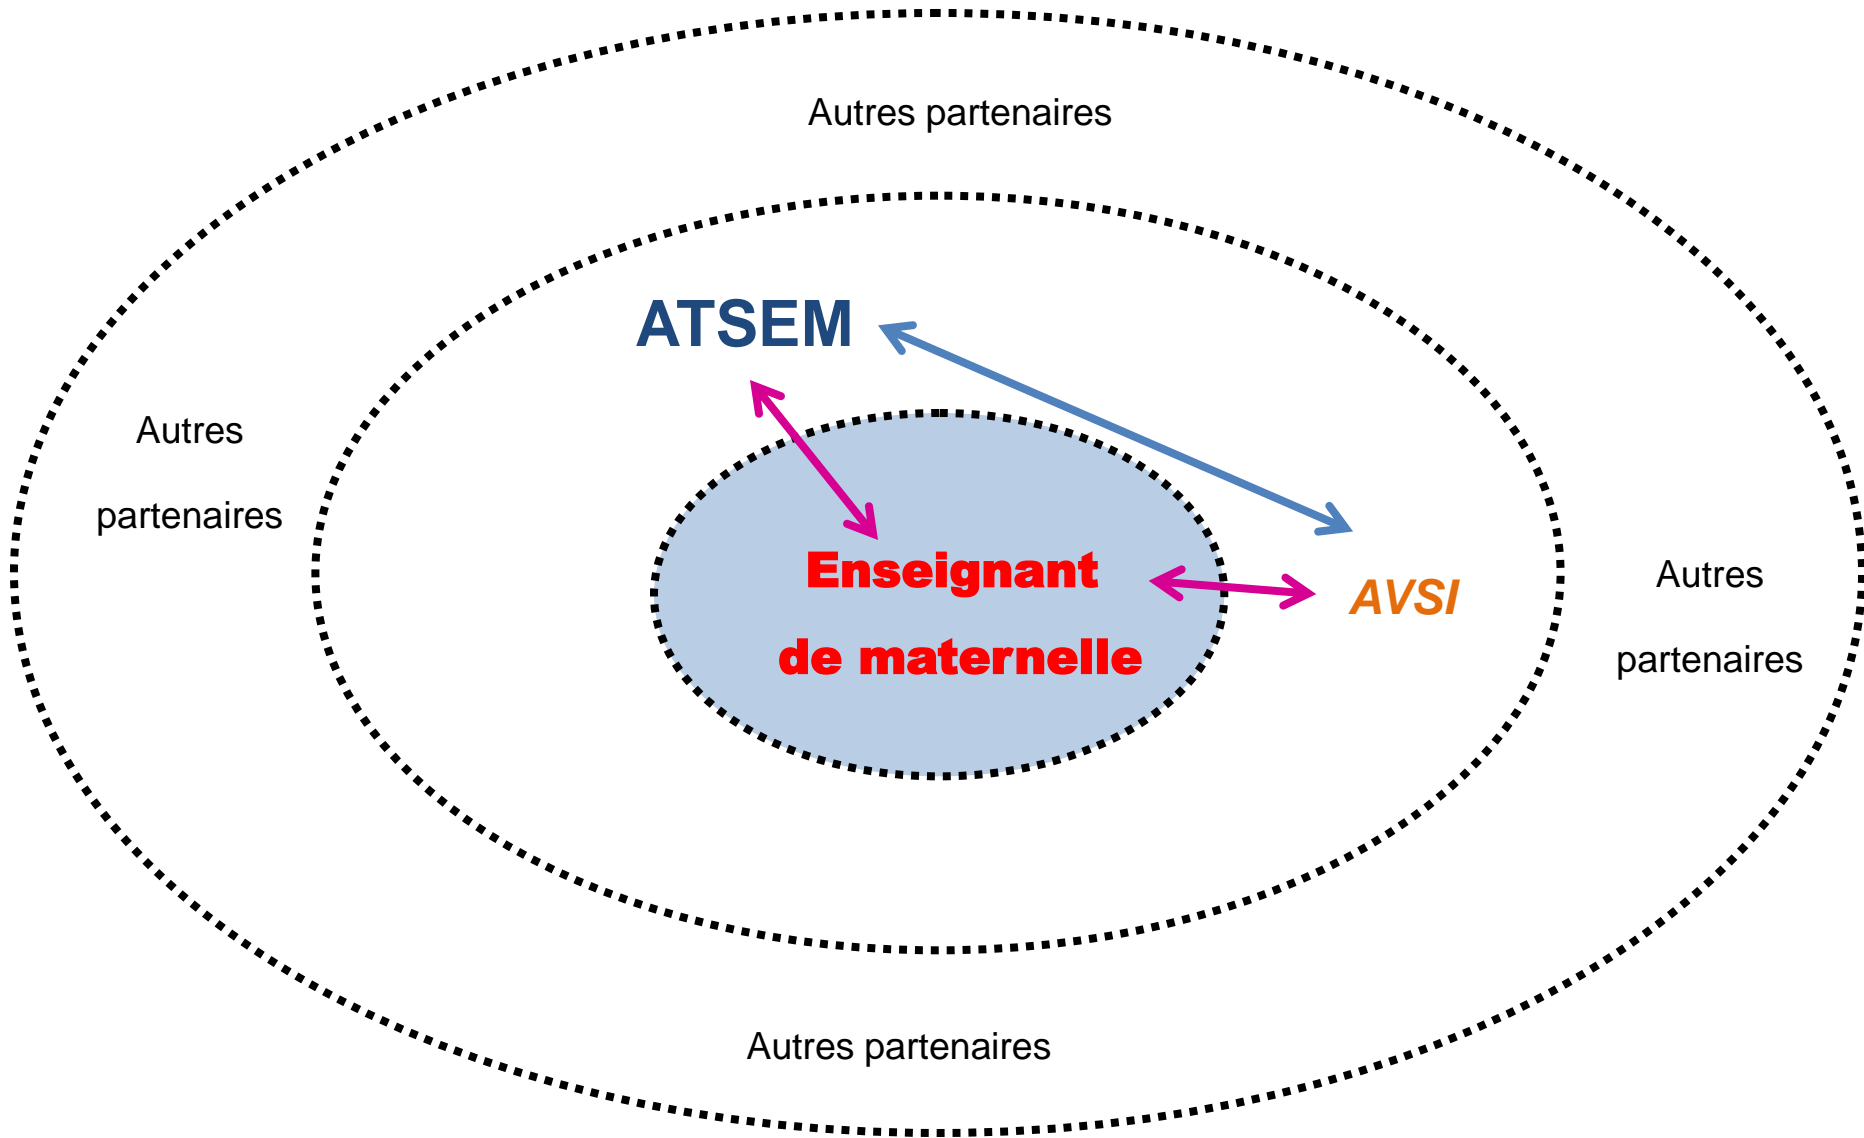 Autres partenaires
ATSEM
Autres
partenaires
Enseignant
de maternelle
AVSI
Autres
partenaires
Autres partenaires